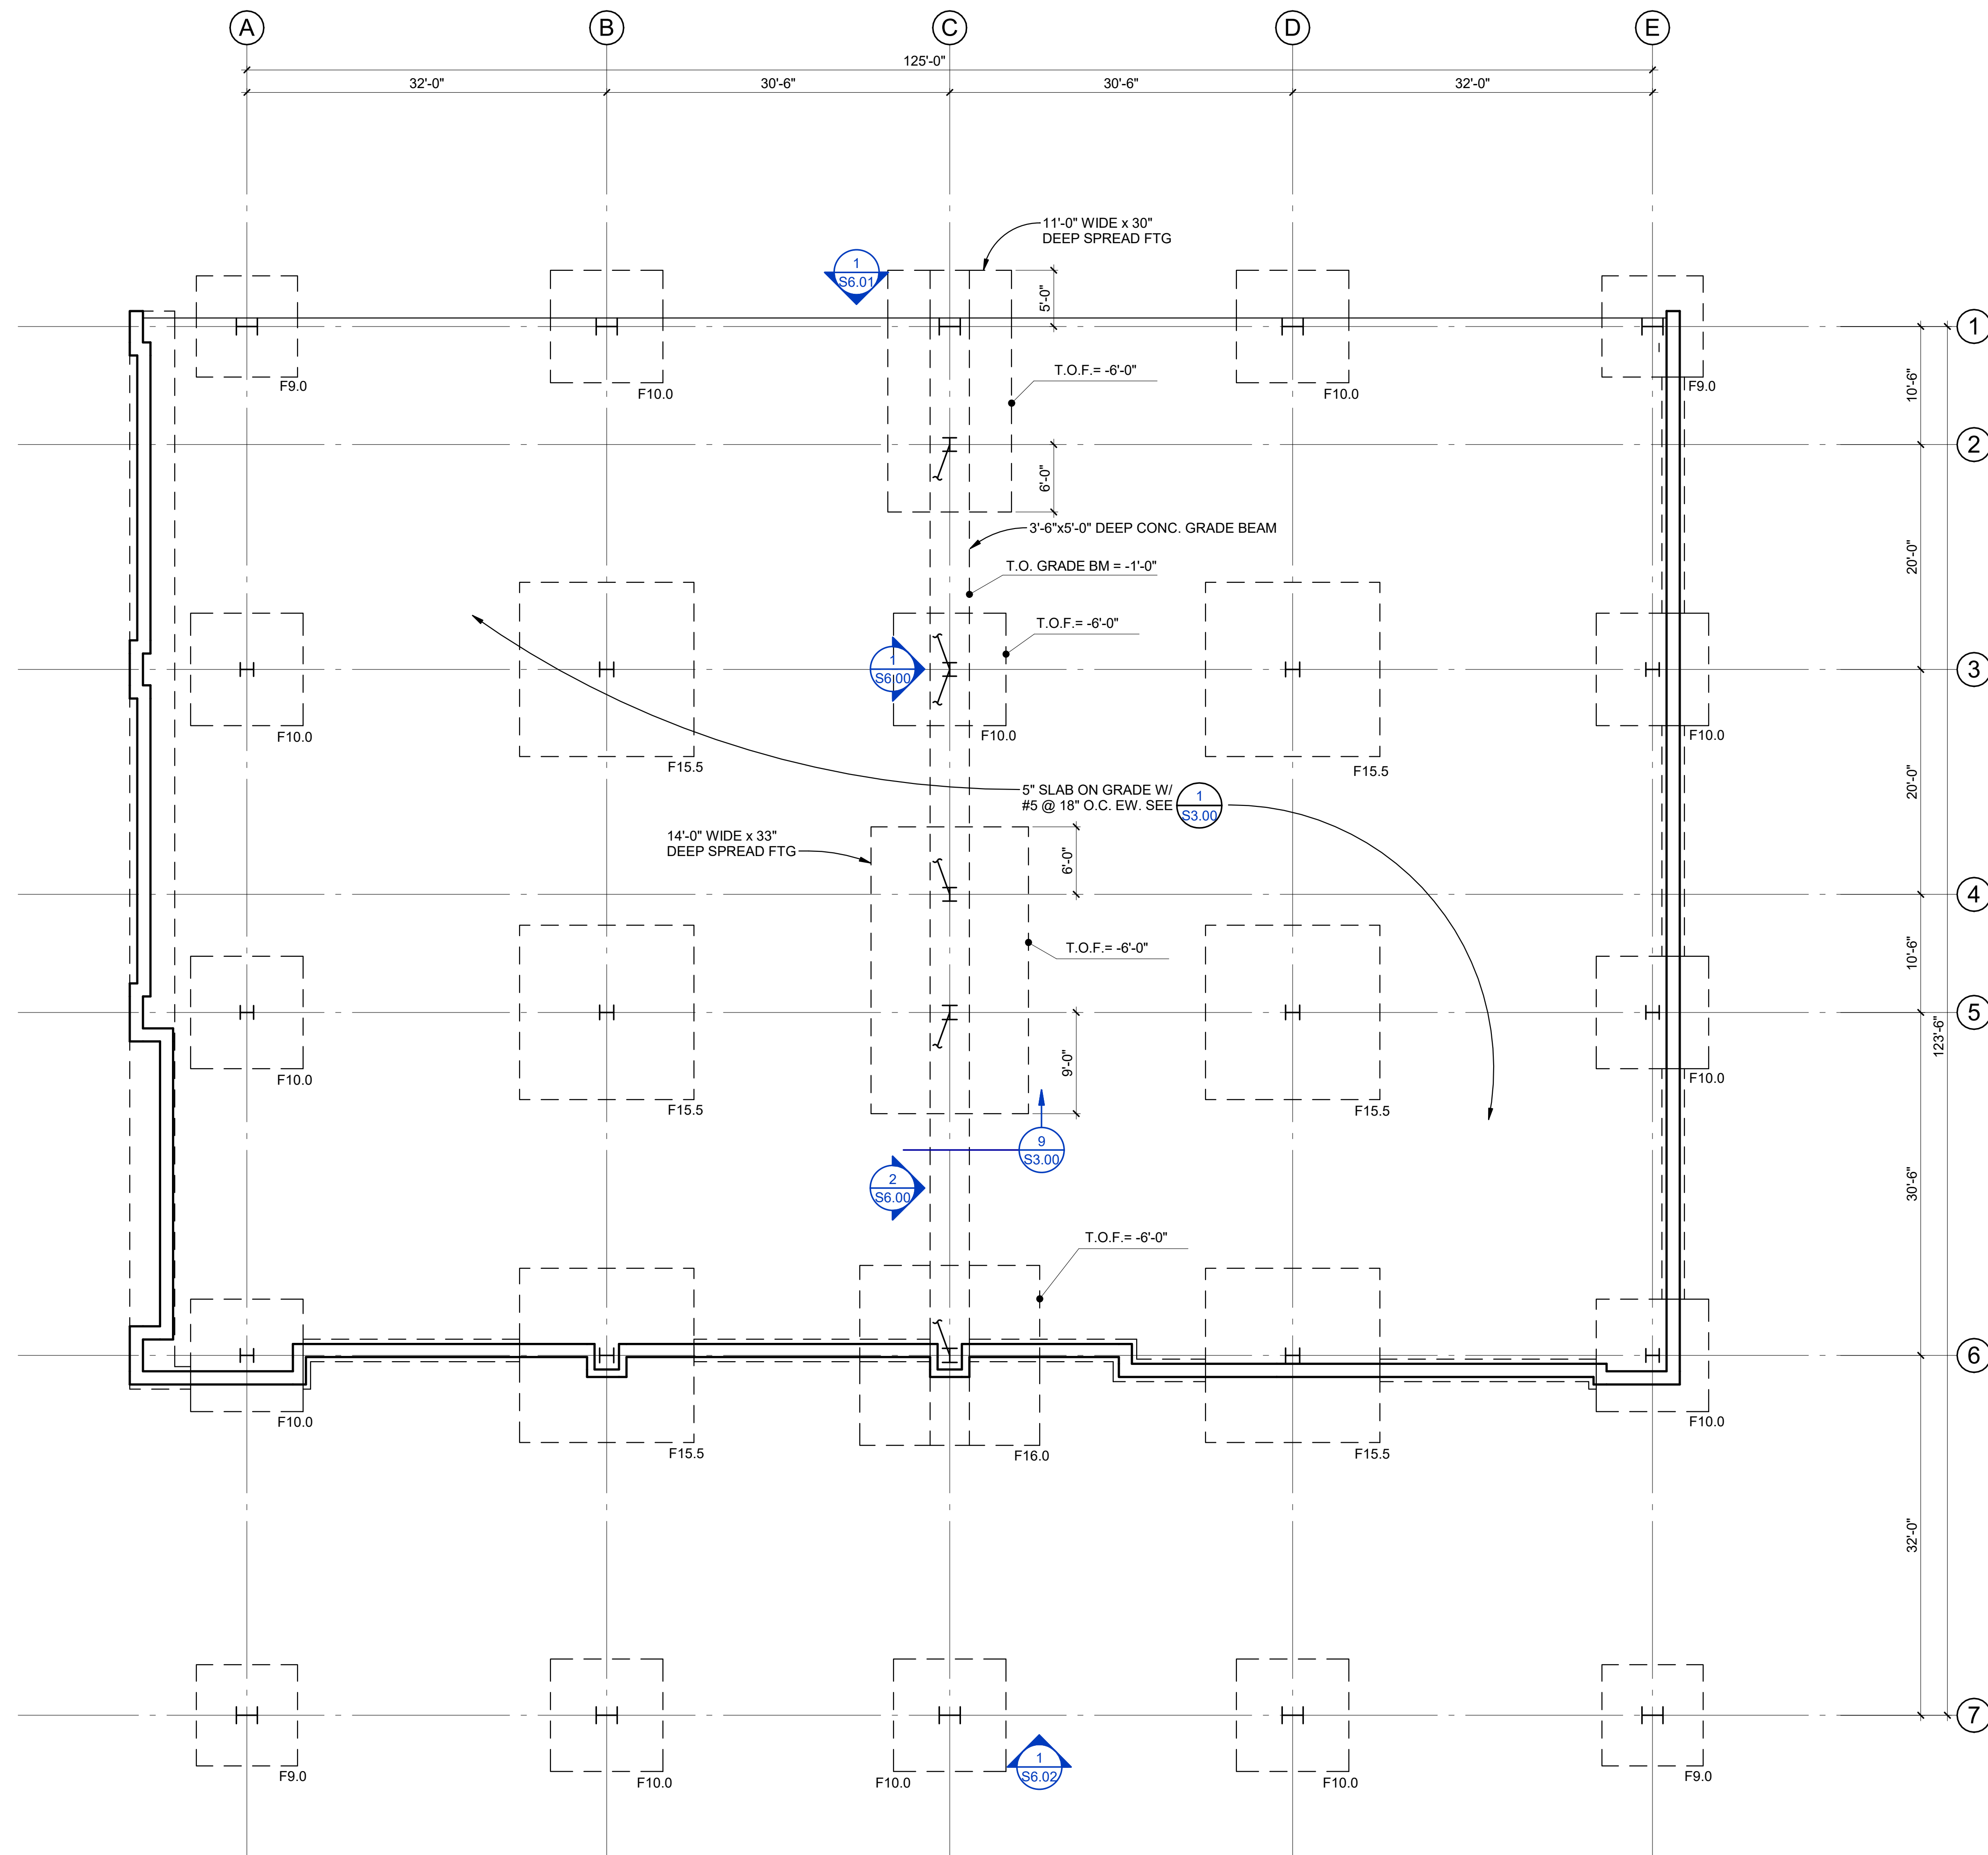 A
B
C
D
E
125'-0"
32'-0"
30'-6"
30'-6"
32'-0"
11'-0" WIDE x 30"
DEEP SPREAD FTG
1
S6.01
5'-0"
1
T.O.F.= -6'-0"
F9.0
F10.0
F10.0
F9.0
10'-6"
2
6'-0"
3'-6"x5'-0" DEEP CONC. GRADE BEAM
T.O. GRADE BM = -1'-0"
20'-0"
T.O.F.= -6'-0"
1
S6.00
3
F10.0
F15.5
F10.0
F15.5
F10.0
5" SLAB ON GRADE W/
#5 @ 18" O.C. EW. SEE
1
S3.00
20'-0"
14'-0" WIDE x 33"
DEEP SPREAD FTG
6'-0"
4
T.O.F.= -6'-0"
10'-6"
5
123'-6"
9'-0"
F10.0
F15.5
F15.5
F10.0
9
S3.00
2
S6.00
30'-6"
T.O.F.= -6'-0"
6
F10.0
F15.5
F16.0
F15.5
F10.0
32'-0"
7
F9.0
F10.0
F10.0
1
S6.02
F10.0
F9.0